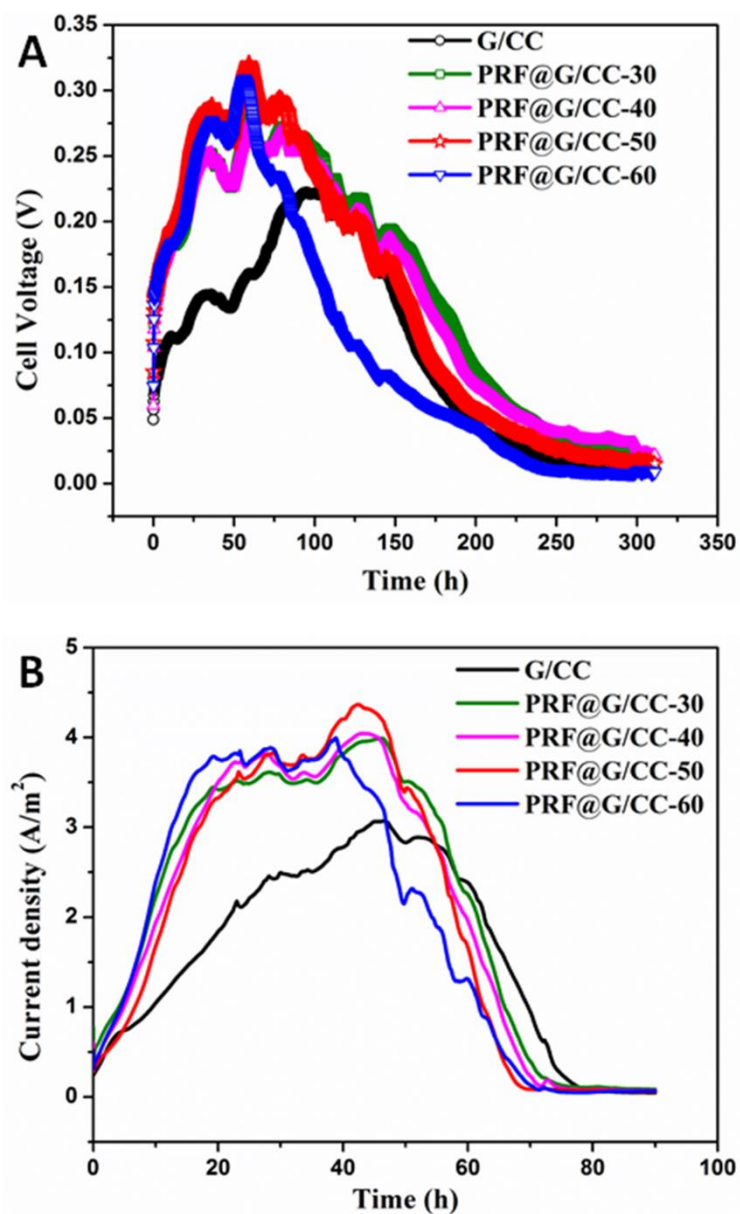 A
G/CC
PRF@G/CC-30
PRF@G/CC-40
PRF@G/CC-50
PRF@G/CC-60
Cell Voltage (V)
0.35
0.30
0.25
0.20
0.15
0.10
0.05
0.00
0 50 100 150 200 250 300 350
Time (h)
B
G/CC
PRF@G/CC-30
PRF@G/CC-40
PRF@G/CC-50
PRF@G/CC-60
Current density (A/m²)
5
4
3
2
1
0
0 20 40 60 80 100
Time (h)